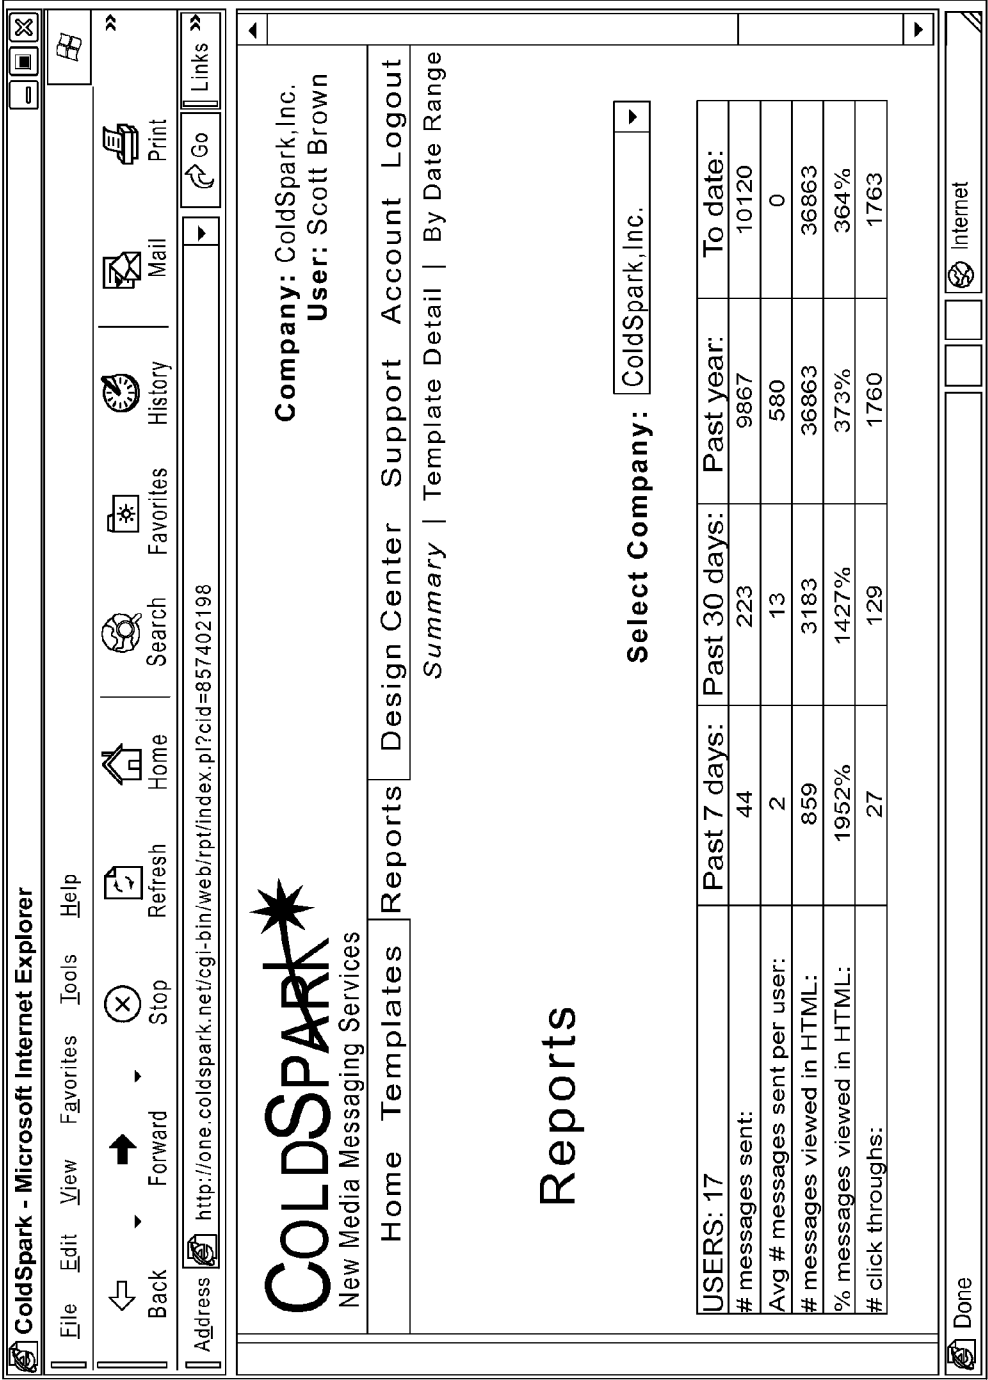 ColdSpark - Microsoft Internet Explorer
File Edit View Favorites Tools Help
Back Forward Stop Refresh Home Search Favorites History Mail Print »
Address http://one.coldspark.net/cgi-bin/web/rpt/index.pl?cid=857402198 Go Links »
COLDSPARK
New Media Messaging Services
Company: ColdSpark,Inc.
User: Scott Brown
Home Templates Reports Design Center Support Account Logout
Summary | Template Detail | By Date Range
Reports
Select Company: ColdSpark,Inc.
USERS: 17 Past 7 days: Past 30 days: Past year: To date:
# messages sent: 44 223 9867 10120
Avg # messages sent per user: 2 13 580 0
# messages viewed in HTML: 859 3183 36863 36863
% messages viewed in HTML: 1952% 1427% 373% 364%
# click throughs: 27 129 1760 1763
Done Internet